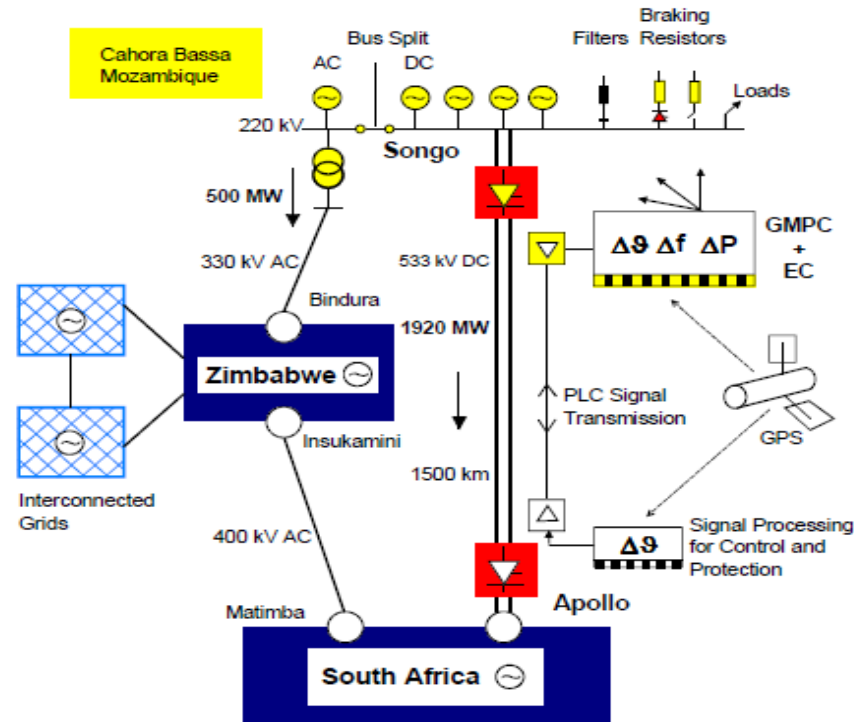 Cahora Bassa
Mozambique
Bus Split
AC
DC
Filters
Braking
Resistors
Loads
220 kV
Songo
500 MW
330 kV AC
533 kV DC
Δϑ Δf ΔP
GMPC
+
EC
Bindura
1920 MW
Zimbabwe
PLC Signal
Transmission
GPS
Insukamini
1500 km
Interconnected
Grids
400 kV AC
Δϑ
Signal Processing
for Control and
Protection
Matimba
Apollo
South Africa